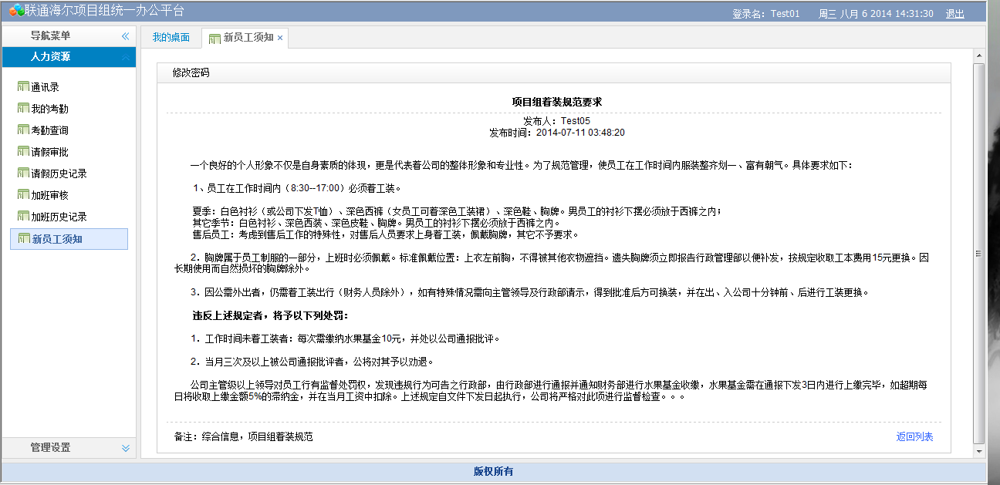 联通海尔项目组统一办公平台
登录名：Test01 周三 八月 6 2014 14:31:30 退出
导航菜单
人力资源
通讯录
我的考勤
考勤查询
请假审批
请假历史记录
加班审核
加班历史记录
新员工须知
管理设置
我的桌面 新员工须知
修改密码
项目组着装规范要求
发布人：Test05
发布时间：2014-07-11 03:48:20
一个良好的个人形象不仅是自身素质的体现，更是代表着公司的整体形象和专业性。为了规范管理，使员工在工作时间内服装整齐划一、富有朝气。具体要求如下：
1、员工在工作时间内（8:30--17:00）必须着工装。
夏季：白色衬衫（或公司下发T恤）、深色西裤（女员工可着深色工装裙）、深色鞋、胸牌。男员工的衬衫下摆必须放于西裤之内；
其它季节：白色衬衫、深色西装、深色皮鞋、胸牌。男员工的衬衫下摆必须放于西裤之内。
售后员工：考虑到售后工作的特殊性，对售后人员要求上身着工装，佩戴胸牌，其它不予要求。
2．胸牌属于员工制服的一部分，上班时必须佩戴。标准佩戴位置：上衣左前胸，不得被其他衣物遮挡。遗失胸牌须立即报告行政管理部以便补发，按规定收取工本费用15元更换。因
长期使用而自然损坏的胸牌除外。
3．因公需外出者，仍需着工装出行（财务人员除外），如有特殊情况需向主管领导及行政部请示，得到批准后方可换装，并在出、入公司十分钟前、后进行工装更换。
违反上述规定者，将予以下列处罚：
1．工作时间未着工装者：每次需缴纳水果基金10元，并处以公司通报批评。
2．当月三次及以上被公司通报批评者，公将对其予以劝退。
公司主管级以上领导对员工行有监督处罚权，发现违规行为可告之行政部，由行政部进行通报并通知财务部进行水果基金收缴，水果基金需在通报下发3日内进行上缴完毕，如超期每
日将收取上缴金额5%的滞纳金，并在当月工资中扣除。上述规定自文件下发日起执行，公司将严格对此项进行监督检查。。。
备注：综合信息，项目组着装规范
返回列表
版权所有